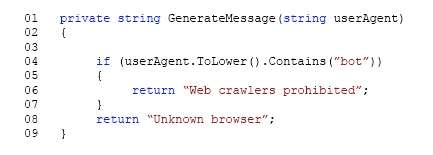 01 private string GenerateMessage(string userAgent)
02 {
03
04 if (userAgent.ToLower().Contains(”bot”))
05 {
06 return “Web crawlers prohibited”;
07 }
08 return “Unknown browser”;
09 }